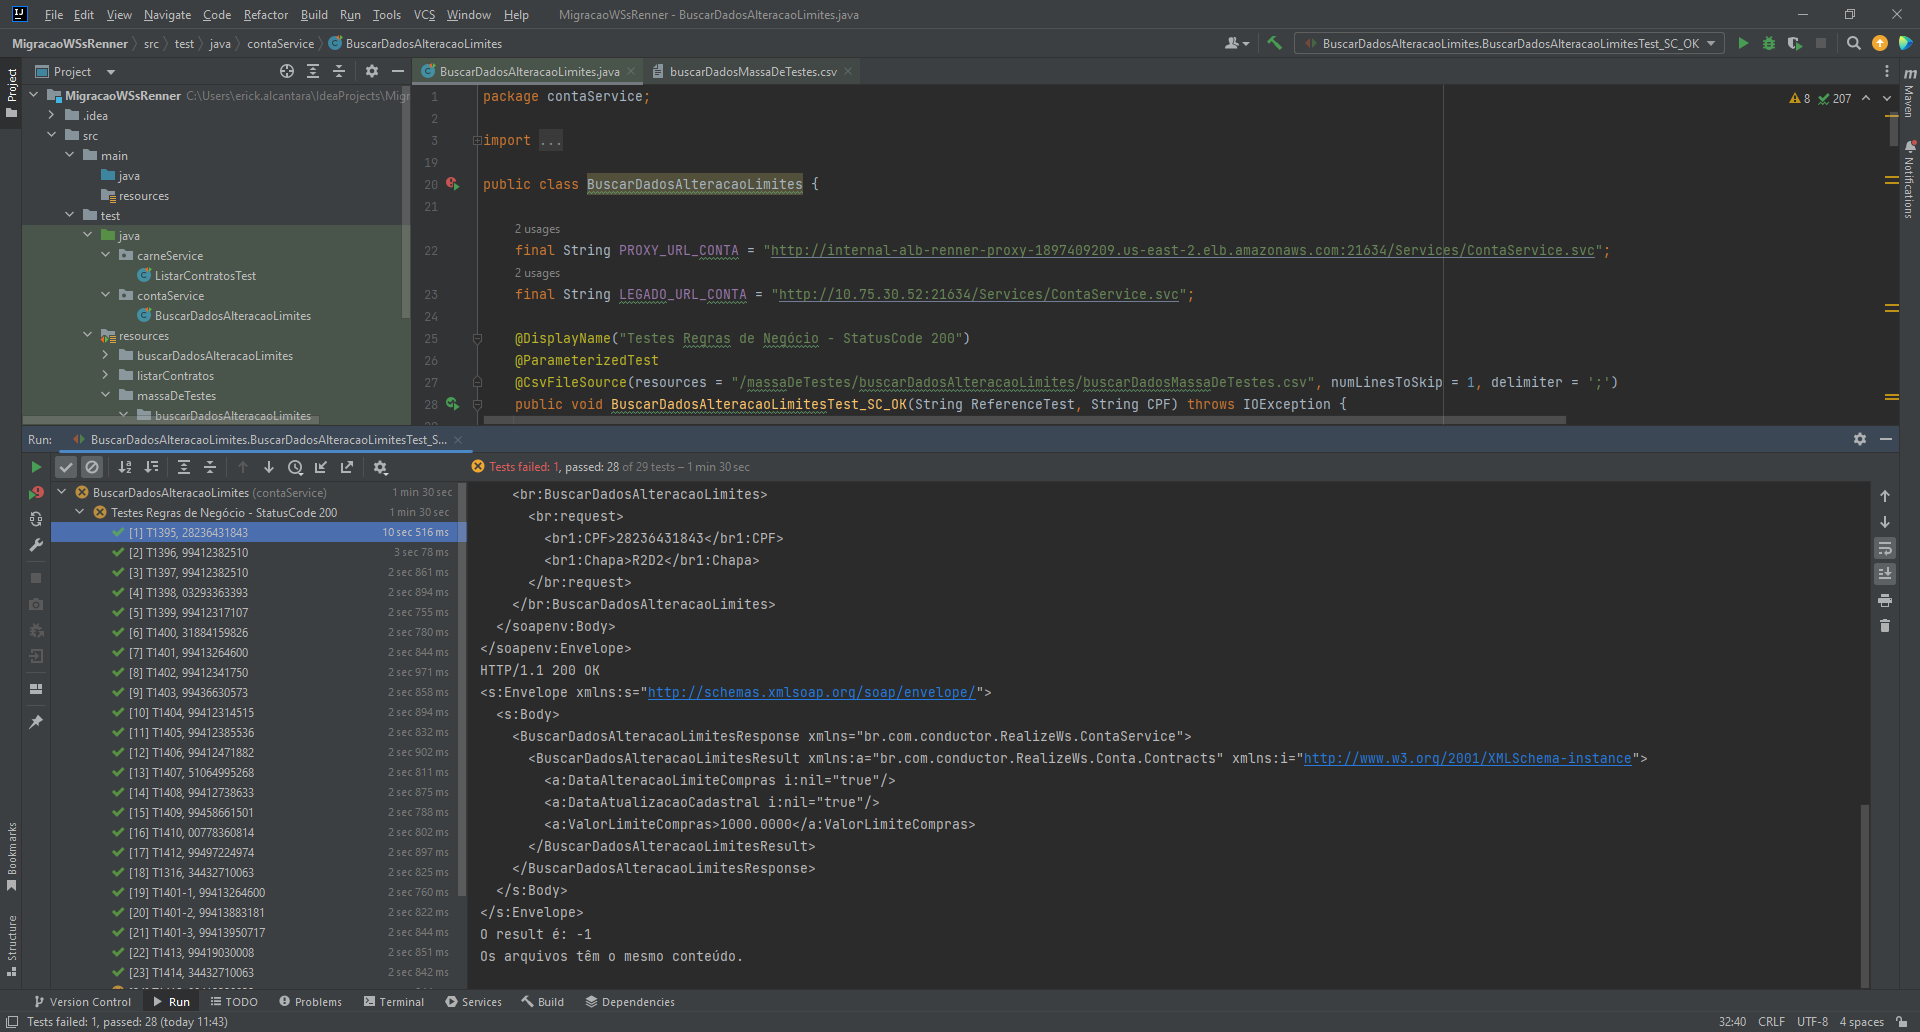 File Edit View Navigate Code Refactor Build Run Tools VCS Window Help MigracaoWSsRenner - BuscarDadosAlteracaoLimites.java
MigracaoWSsRenner src test java contaService BuscarDadosAlteracaoLimites
BuscarDadosAlteracaoLimites.BuscarDadosAlteracaoLimitesTest_SC_OK
Project
Project
MigracaoWSsRenner C:\Users\erick.alcantara\IdeaProjects\Migr
.idea
src
main
java
resources
test
java
carneService
ListarContratosTest
contaService
BuscarDadosAlteracaoLimites
resources
buscarDadosAlteracaoLimites
listarContratos
massaDeTestes
buscarDadosAlteracaoLimites
BuscarDadosAlteracaoLimites.java buscarDadosMassaDeTestes.csv
8 207
1 package contaService;
2
3 import ...
19
20 public class BuscarDadosAlteracaoLimites {
21
2 usages
22 final String PROXY_URL_CONTA = "http://internal-alb-renner-proxy-1897409209.us-east-2.elb.amazonaws.com:21634/Services/ContaService.svc";
2 usages
23 final String LEGADO_URL_CONTA = "http://10.75.30.52:21634/Services/ContaService.svc";
24
25 @DisplayName("Testes Regras de Negócio - StatusCode 200")
26 @ParameterizedTest
27 @CsvFileSource(resources = "/massaDeTestes/buscarDadosAlteracaoLimites/buscarDadosMassaDeTestes.csv", numLinesToSkip = 1, delimiter = ';')
28 public void BuscarDadosAlteracaoLimitesTest_SC_OK(String ReferenceTest, String CPF) throws IOException {
Maven
Notifications
Run: BuscarDadosAlteracaoLimites.BuscarDadosAlteracaoLimitesTest_S...
Tests failed: 1, passed: 28 of 29 tests – 1 min 30 sec
BuscarDadosAlteracaoLimites (contaService) 1 min 30 sec
Testes Regras de Negócio - StatusCode 200 1 min 30 sec
[1] T1395, 28236431843 10 sec 516 ms
[2] T1396, 99412382510 3 sec 78 ms
[3] T1397, 99412382510 2 sec 861 ms
[4] T1398, 03293363393 2 sec 894 ms
[5] T1399, 99412317107 2 sec 755 ms
[6] T1400, 31884159826 2 sec 780 ms
[7] T1401, 99413264600 2 sec 844 ms
[8] T1402, 99412341750 2 sec 971 ms
[9] T1403, 99436630573 2 sec 858 ms
[10] T1404, 99412314515 2 sec 894 ms
[11] T1405, 99412385536 2 sec 832 ms
[12] T1406, 99412471882 2 sec 902 ms
[13] T1407, 51064995268 2 sec 811 ms
[14] T1408, 99412738633 2 sec 875 ms
[15] T1409, 99458661501 2 sec 788 ms
[16] T1410, 00778360814 2 sec 802 ms
[17] T1412, 99497224974 2 sec 897 ms
[18] T1316, 34432710063 2 sec 825 ms
[19] T1401-1, 99413264600 2 sec 760 ms
[20] T1401-2, 99413883181 2 sec 822 ms
[21] T1401-3, 99413950717 2 sec 844 ms
[22] T1413, 99419030008 2 sec 851 ms
[23] T1414, 34432710063 2 sec 842 ms
<br:BuscarDadosAlteracaoLimites>
<br:request>
<br1:CPF>28236431843</br1:CPF>
<br1:Chapa>R2D2</br1:Chapa>
</br:request>
</br:BuscarDadosAlteracaoLimites>
</soapenv:Body>
</soapenv:Envelope>
HTTP/1.1 200 OK
<s:Envelope xmlns:s="http://schemas.xmlsoap.org/soap/envelope/">
<s:Body>
<BuscarDadosAlteracaoLimitesResponse xmlns="br.com.conductor.RealizeWs.ContaService">
<BuscarDadosAlteracaoLimitesResult xmlns:a="br.com.conductor.RealizeWs.Conta.Contracts" xmlns:i="http://www.w3.org/2001/XMLSchema-instance">
<a:DataAlteracaoLimiteCompras i:nil="true"/>
<a:DataAtualizacaoCadastral i:nil="true"/>
<a:ValorLimiteCompras>1000.0000</a:ValorLimiteCompras>
</BuscarDadosAlteracaoLimitesResult>
</BuscarDadosAlteracaoLimitesResponse>
</s:Body>
</s:Envelope>
O result é: -1
Os arquivos têm o mesmo conteúdo.
Bookmarks
Structure
Version Control Run TODO Problems Terminal Services Build Dependencies
Tests failed: 1, passed: 28 (today 11:43) 32:40 CRLF UTF-8 4 spaces